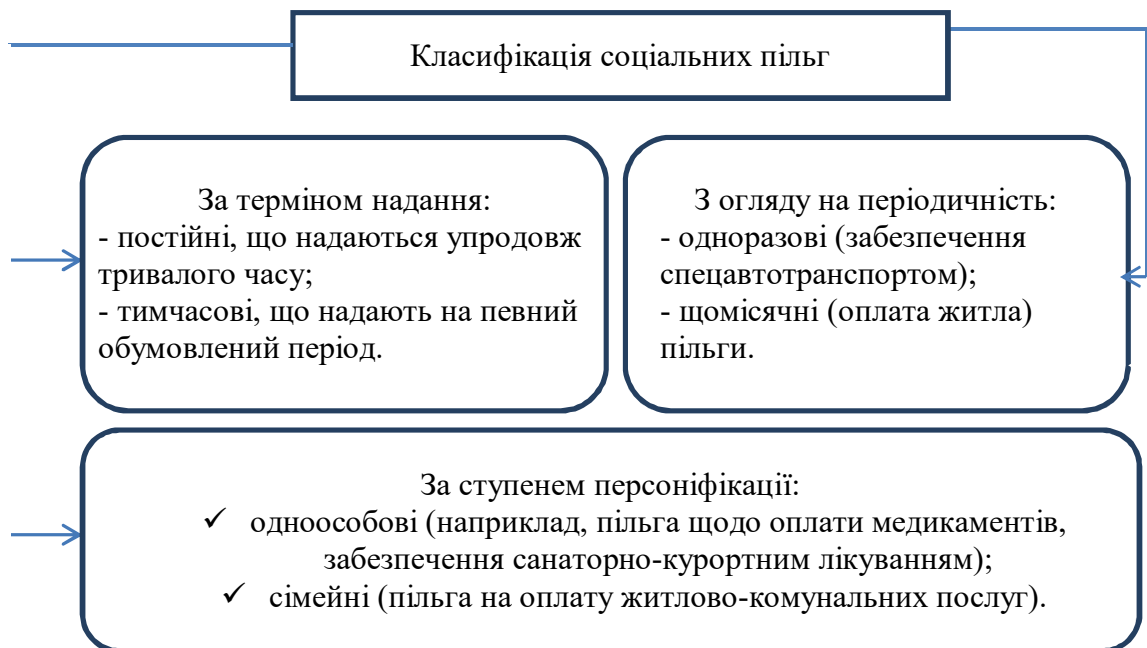 Класифікація соціальних пільг
За терміном надання:
- постійні, що надаються упродовж
тривалого часу;
- тимчасові, що надають на певний
обумовлений період.
З огляду на періодичність:
- одноразові (забезпечення
спецавтотранспортом);
- щомісячні (оплата житла)
пільги.
За ступенем персоніфікації:
✓ одноособові (наприклад, пільга щодо оплати медикаментів,
забезпечення санаторно-курортним лікуванням);
✓ сімейні (пільга на оплату житлово-комунальних послуг).